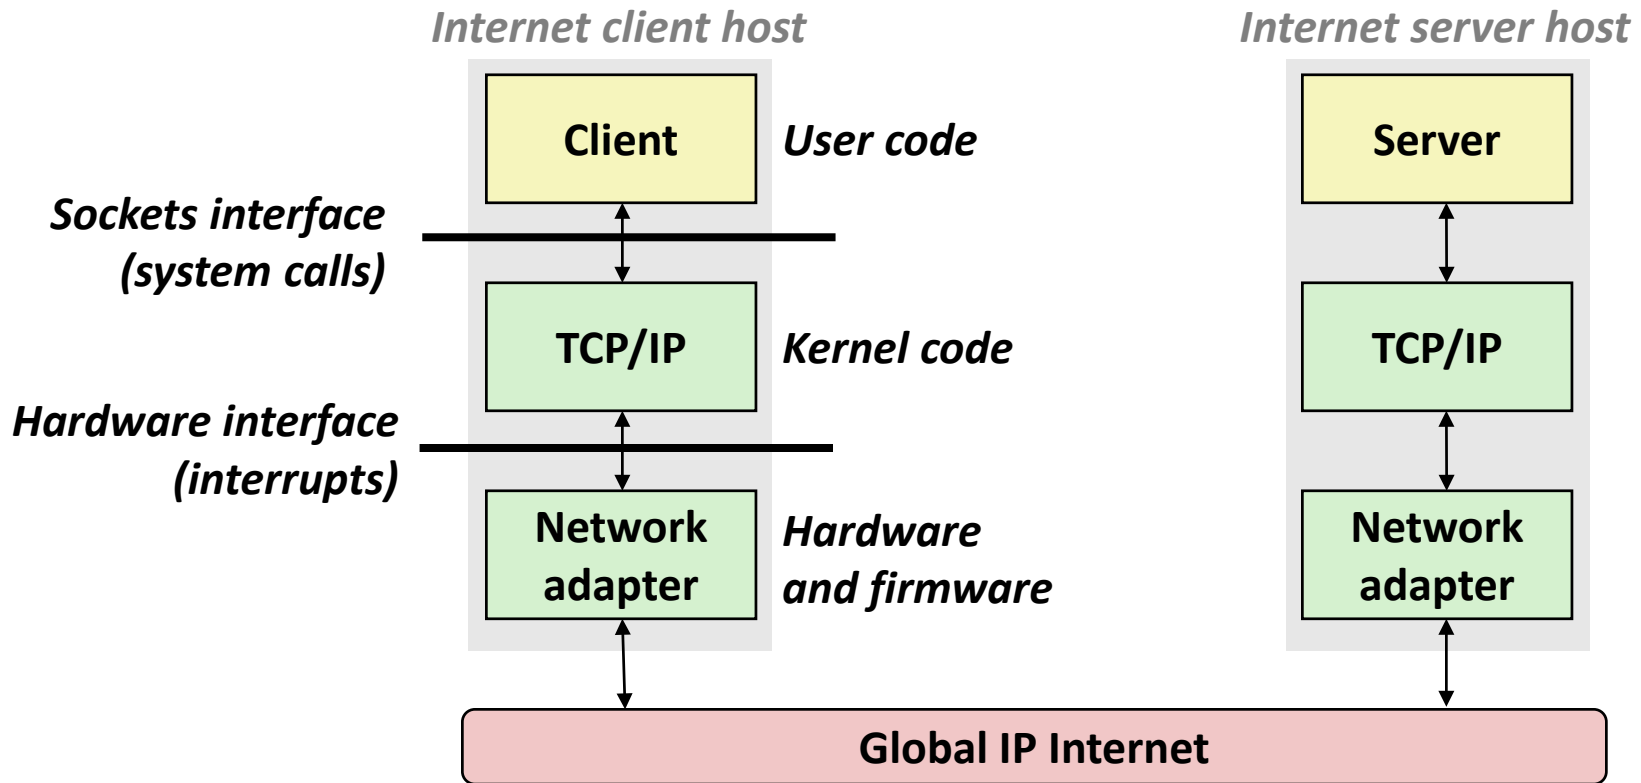 Internet client host
Internet server host
Client
User code
Server
Sockets interface
(system calls)
TCP/IP
Kernel code
TCP/IP
Hardware interface
(interrupts)
Network
adapter
Hardware
and firmware
Network
adapter
Global IP Internet